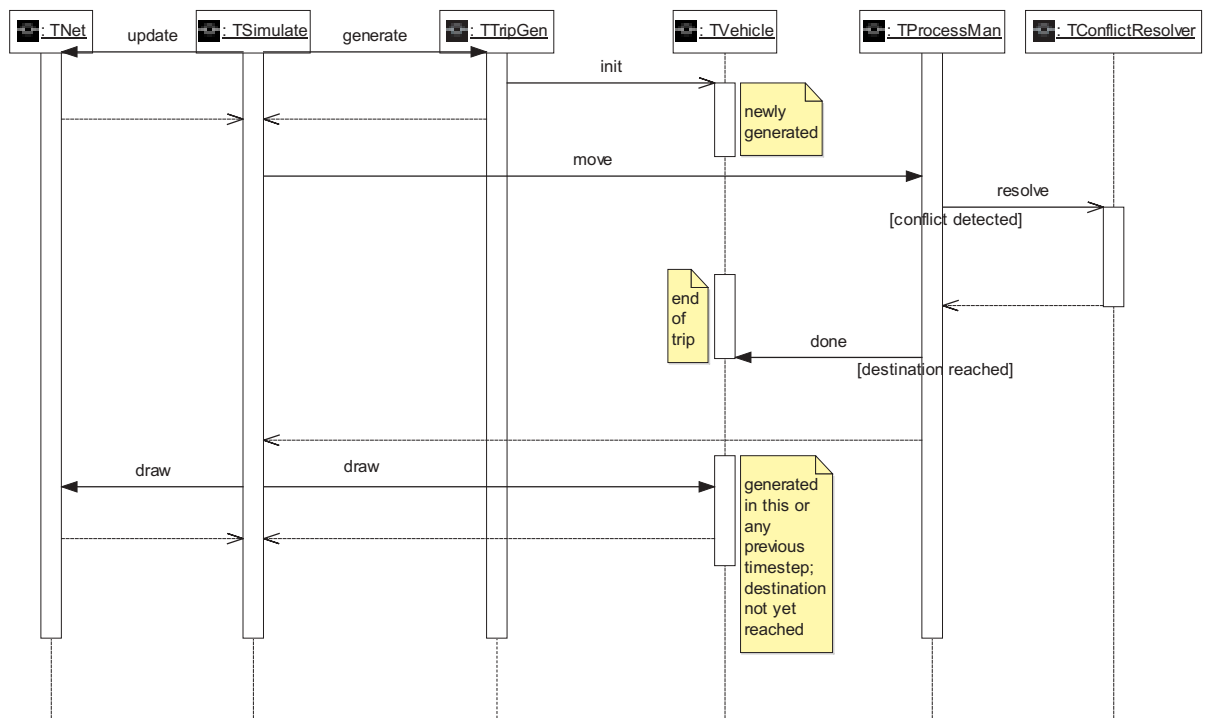 : TNet
: TSimulate
: TTripGen
: TVehicle
: TProcessMan
: TConflictResolver
update
generate
init
newly
generated
move
resolve
[conflict detected]
end
of
trip
done
[destination reached]
draw
draw
generated
in this or
any
previous
timestep;
destination
not yet
reached